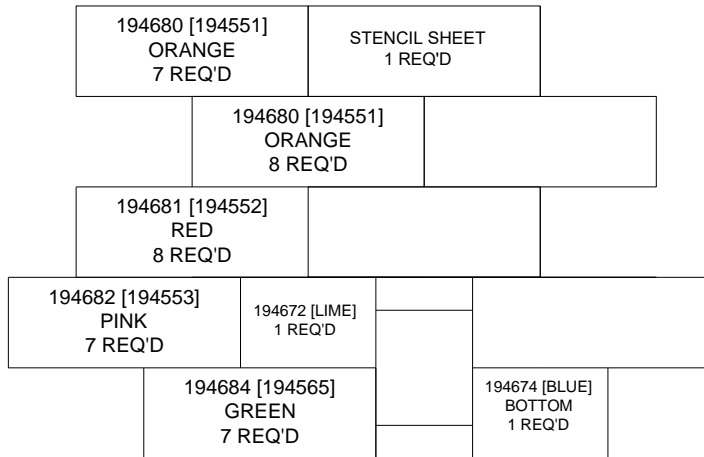 194680 [194551]
ORANGE
7 REQ'D
STENCIL SHEET
1 REQ'D
194680 [194551]
ORANGE
8 REQ'D
194681 [194552]
RED
8 REQ'D
194682 [194553]
PINK
7 REQ'D
194672 [LIME]
1 REQ'D
194684 [194565]
GREEN
7 REQ'D
194674 [BLUE]
BOTTOM
1 REQ'D